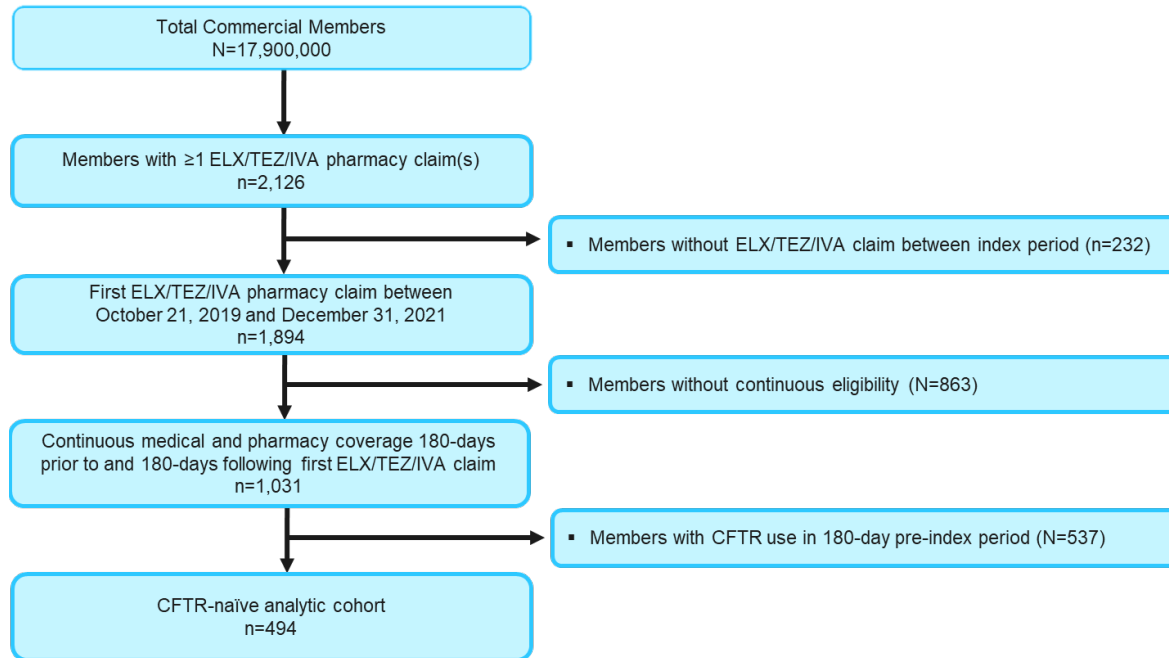 Total Commercial Members
N=17,900,000
Members with ≥1 ELX/TEZ/IVA pharmacy claim(s)
n=2,126
▪ Members without ELX/TEZ/IVA claim between index period (n=232)
First ELX/TEZ/IVA pharmacy claim between
October 21, 2019 and December 31, 2021
n=1,894
▪ Members without continuous eligibility (N=863)
Continuous medical and pharmacy coverage 180-days
prior to and 180-days following first ELX/TEZ/IVA claim
n=1,031
▪ Members with CFTR use in 180-day pre-index period (N=537)
CFTR-naïve analytic cohort
n=494